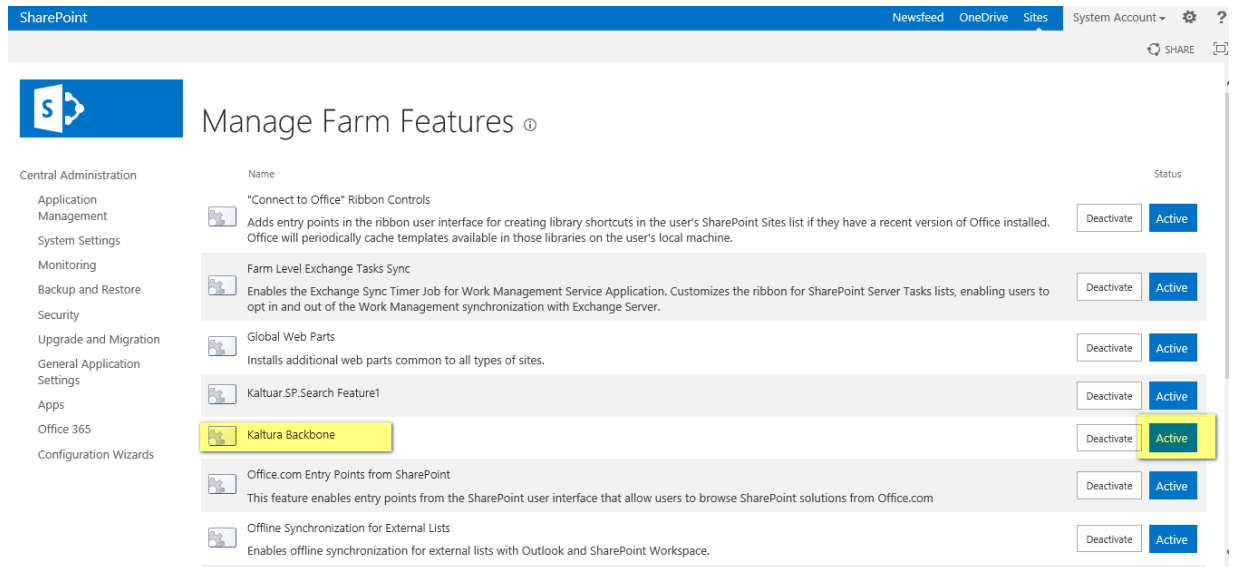 SharePoint
Newsfeed OneDrive Sites System Account ?
SHARE
S
Manage Farm Features
Central Administration
Application
Management
System Settings
Monitoring
Backup and Restore
Security
Upgrade and Migration
General Application
Settings
Apps
Office 365
Configuration Wizards
Name Status
"Connect to Office" Ribbon Controls
Adds entry points in the ribbon user interface for creating library shortcuts in the user's SharePoint Sites list if they have a recent version of Office installed.
Office will periodically cache templates available in those libraries on the user's local machine.
Deactivate Active
Farm Level Exchange Tasks Sync
Enables the Exchange Sync Timer Job for Work Management Service Application. Customizes the ribbon for SharePoint Server Tasks lists, enabling users to
opt in and out of the Work Management synchronization with Exchange Server.
Deactivate Active
Global Web Parts
Installs additional web parts common to all types of sites.
Deactivate Active
Kaltuar.SP.Search Feature1
Deactivate Active
Kaltura Backbone
Deactivate Active
Office.com Entry Points from SharePoint
This feature enables entry points from the SharePoint user interface that allow users to browse SharePoint solutions from Office.com
Deactivate Active
Offline Synchronization for External Lists
Enables offline synchronization for external lists with Outlook and SharePoint Workspace.
Deactivate Active